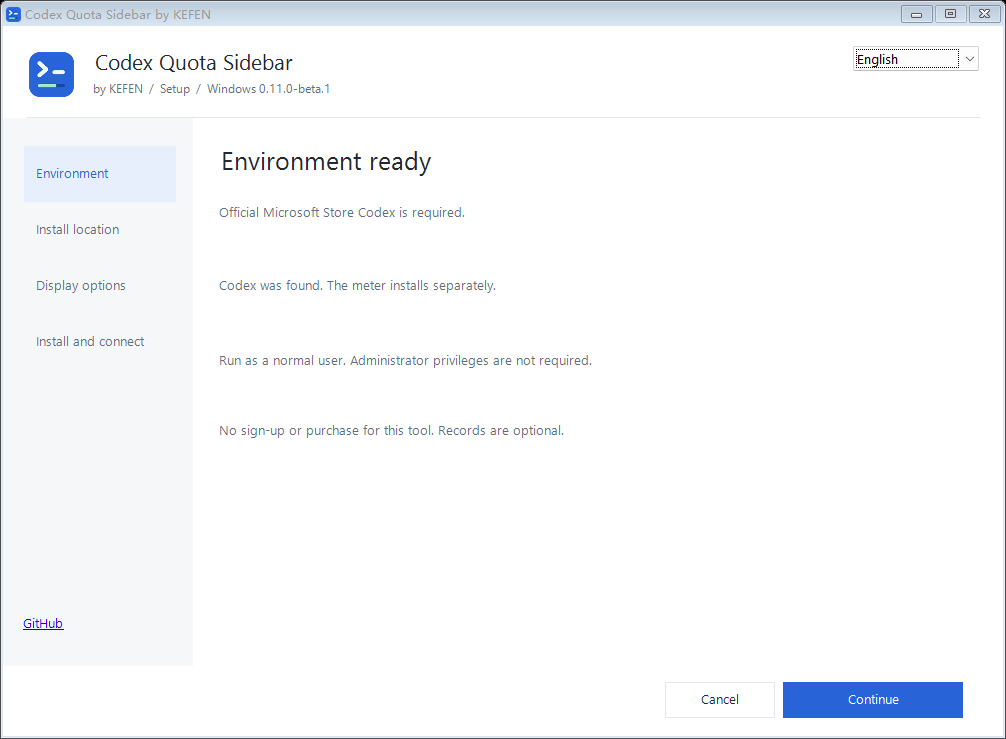 Codex Quota Sidebar by KEFEN
Codex Quota Sidebar
by KEFEN / Setup / Windows 0.11.0-beta.1
English
Environment
Install location
Display options
Install and connect
GitHub
Environment ready
Official Microsoft Store Codex is required.
Codex was found. The meter installs separately.
Run as a normal user. Administrator privileges are not required.
No sign-up or purchase for this tool. Records are optional.
Cancel
Continue